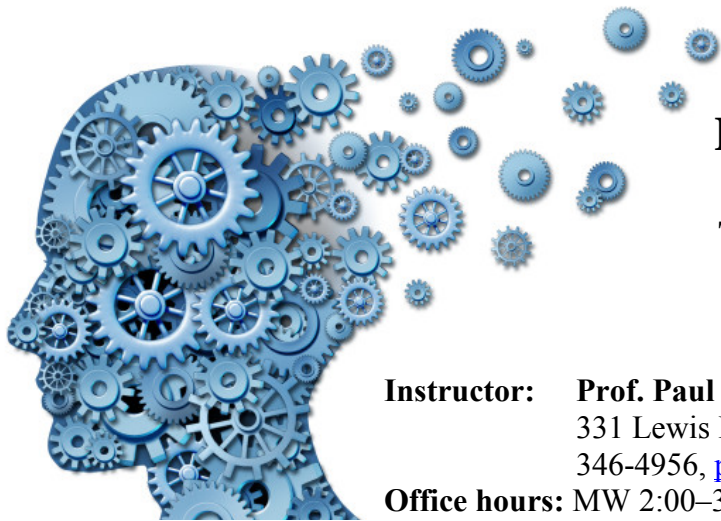 Instructor: Prof. Paul
331 Lewis
346-4956,
Office hours: MW 2:00–3